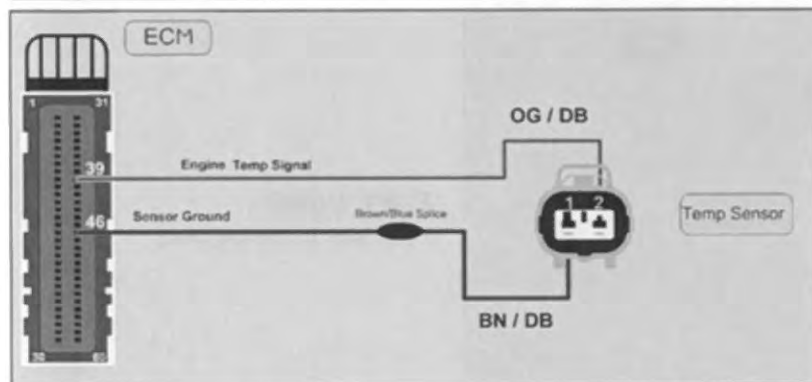 ECM
1 31
OG / DB
39
Engine Temp Signal
1 2
46
Sensor Ground
Brown/Blue Splice
Temp Sensor
BN / DB
30 60